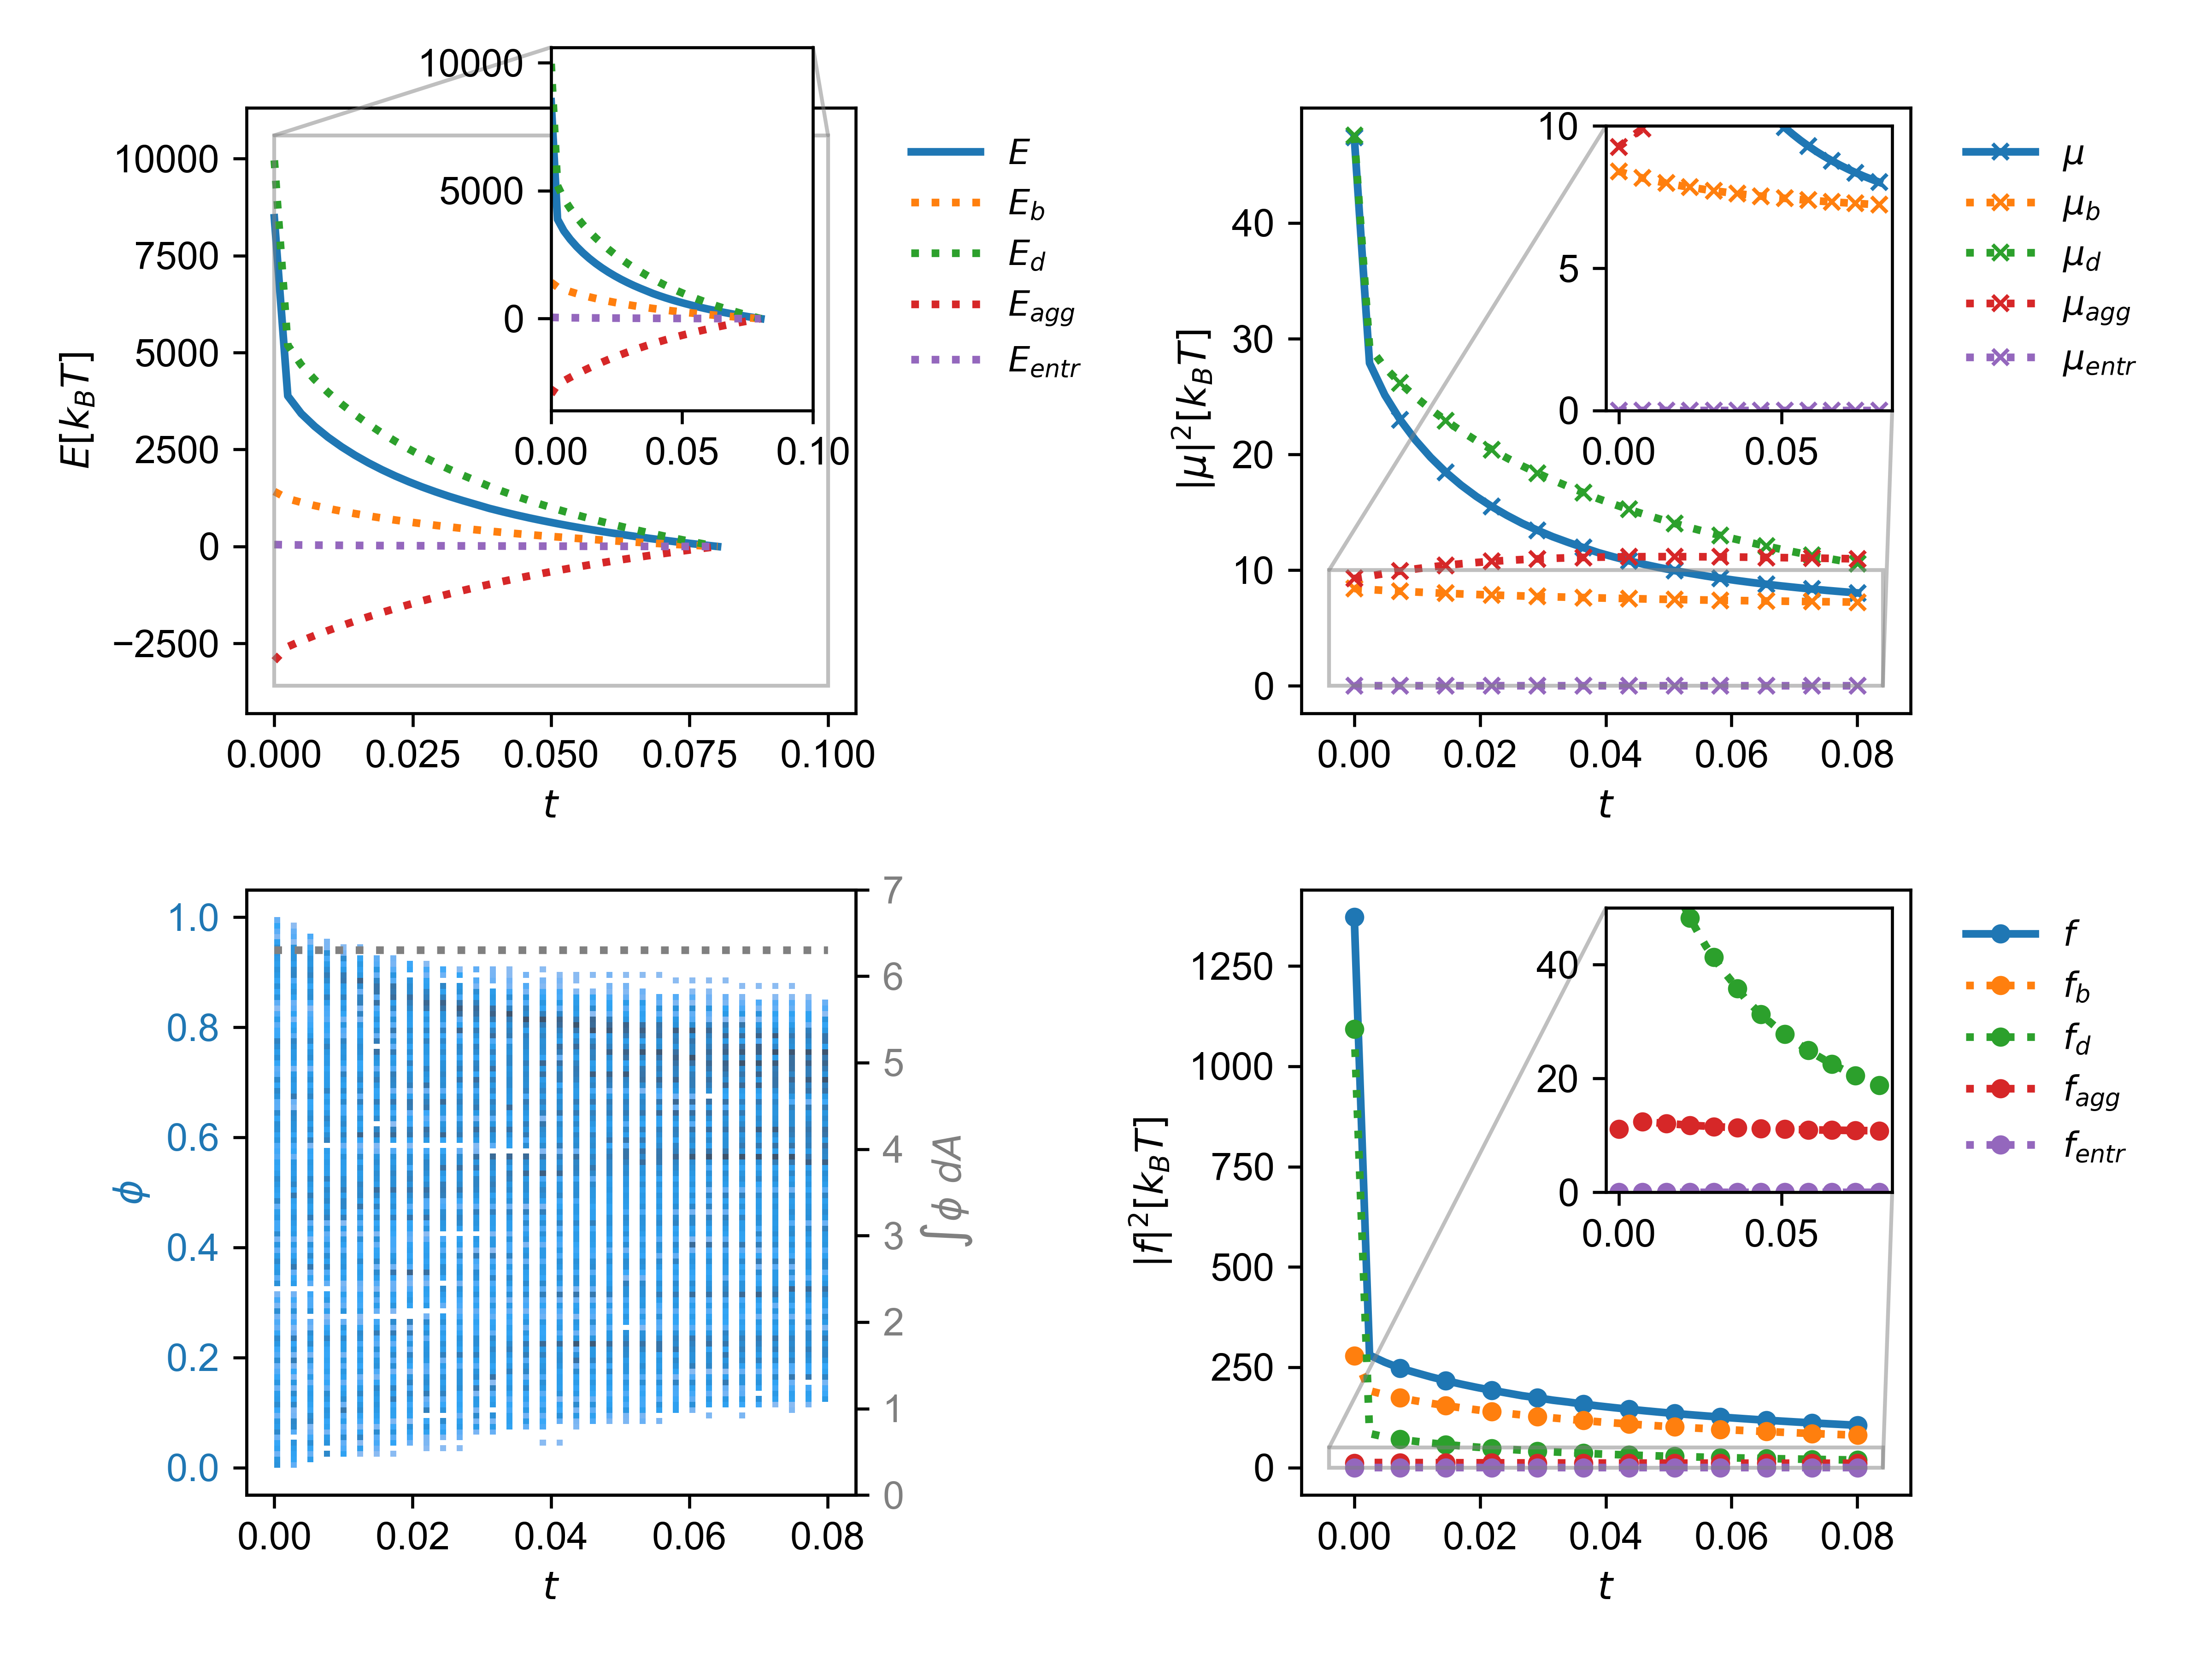 10000
5000
0
0.00 0.05 0.10
10000
7500
5000
2500
0
−2500
0.000 0.025 0.050 0.075 0.100
E[k_BT]
t
E
E_b
E_d
E_agg
E_entr
10
5
0
0.00 0.05
40
30
20
10
0
0.00 0.02 0.04 0.06 0.08
|μ|²[k_BT]
t
μ
μ_b
μ_d
μ_agg
μ_entr
1.0
0.8
0.6
0.4
0.2
0.0
0.00 0.02 0.04 0.06 0.08
ϕ
t
7
6
5
4
3
2
1
0
∫ ϕ dA
40
20
0
0.00 0.05
1250
1000
750
500
250
0
0.00 0.02 0.04 0.06 0.08
|f|²[k_BT]
t
f
f_b
f_d
f_agg
f_entr